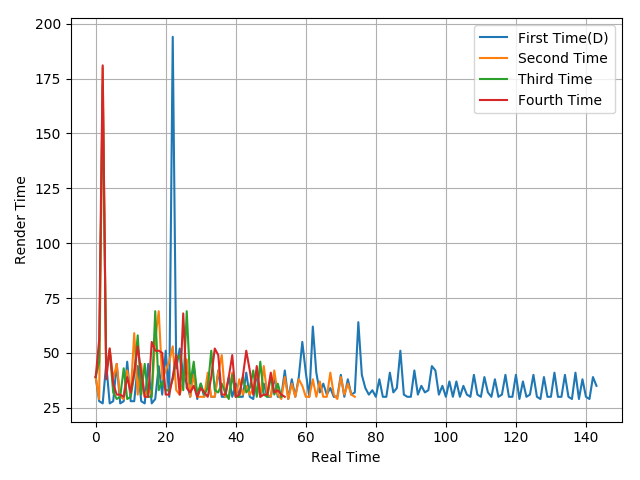 200
175
150
125
100
75
50
25
Render Time
0
20
40
60
80
100
120
140
Real Time
First Time(D)
Second Time
Third Time
Fourth Time